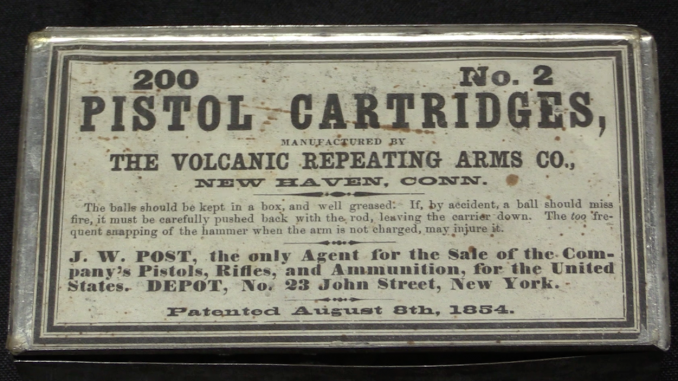 200 No. 2
PISTOL CARTRIDGES,
MANUFACTURED BY
THE VOLCANIC REPEATING ARMS CO.,
NEW HAVEN, CONN.
The balls should be kept in a box, and well greased. If, by accident, a ball should miss
fire, it must be carefully pushed back with the rod, leaving the carrier down. The too fre-
quent snapping of the hammer when the arm is not charged, may injure it.
J. W. POST, the only Agent for the Sale of the Com-
pany's Pistols, Rifles, and Ammunition, for the United
States. DEPOT, No. 23 John Street, New York.
Patented August 8th, 1854.